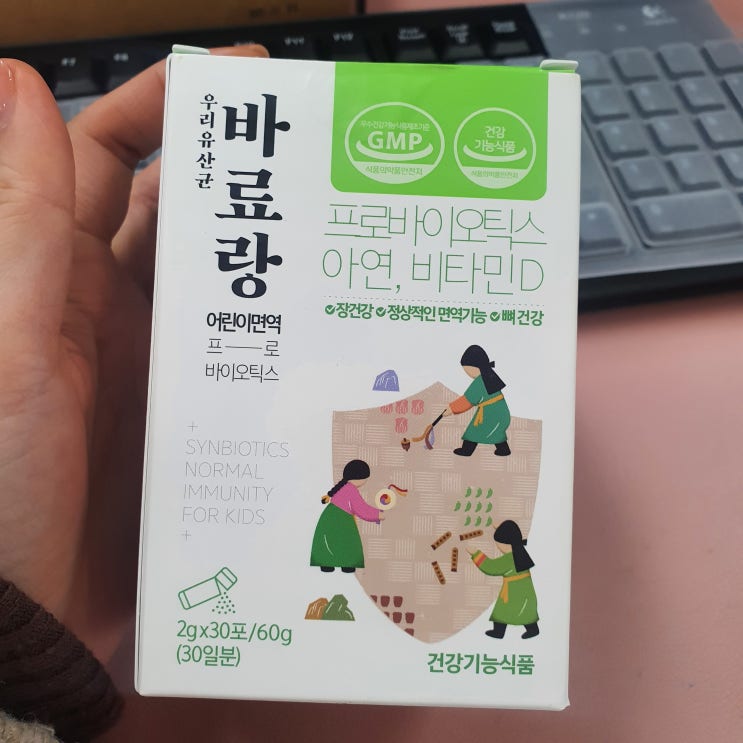 우리유산균
바료랑
어린이면역
프로
바이오틱스
우수건강기능식품제조기준
GMP
식품의약품안전처
건강
기능식품
식품의약품안전처
프로바이오틱스
아연, 비타민D
장건강 정상적인 면역기능 뼈 건강
+
SYNBIOTICS
NORMAL
IMMUNITY
FOR KIDS
+
2gx30포/60g
(30일분)
건강기능식품